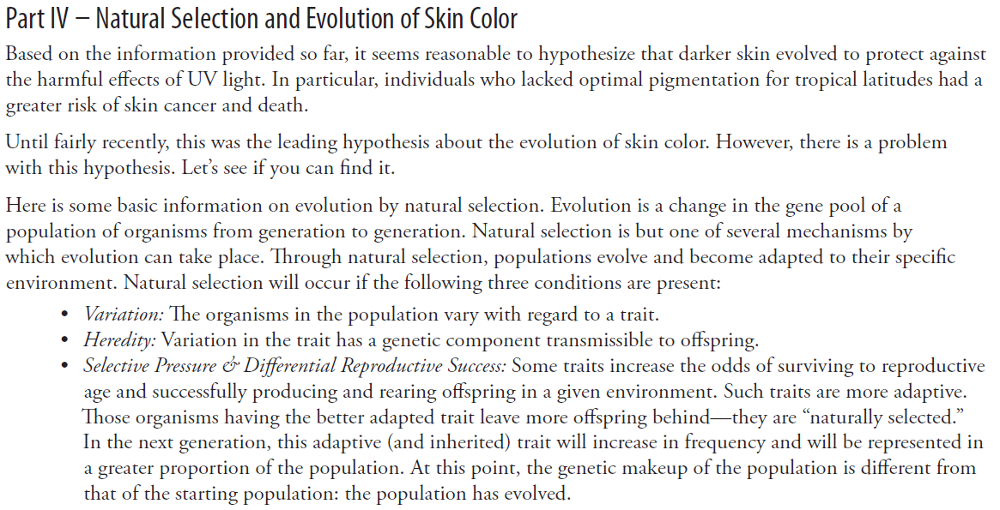 Part IV – Natural Selection and Evolution of Skin Color
Based on the information provided so far, it seems reasonable to hypothesize that darker skin evolved to protect against
the harmful effects of UV light. In particular, individuals who lacked optimal pigmentation for tropical latitudes had a
greater risk of skin cancer and death.
Until fairly recently, this was the leading hypothesis about the evolution of skin color. However, there is a problem
with this hypothesis. Let’s see if you can find it.
Here is some basic information on evolution by natural selection. Evolution is a change in the gene pool of a
population of organisms from generation to generation. Natural selection is but one of several mechanisms by
which evolution can take place. Through natural selection, populations evolve and become adapted to their specific
environment. Natural selection will occur if the following three conditions are present:
• Variation: The organisms in the population vary with regard to a trait.
• Heredity: Variation in the trait has a genetic component transmissible to offspring.
• Selective Pressure & Differential Reproductive Success: Some traits increase the odds of surviving to reproductive
age and successfully producing and rearing offspring in a given environment. Such traits are more adaptive.
Those organisms having the better adapted trait leave more offspring behind—they are “naturally selected.”
In the next generation, this adaptive (and inherited) trait will increase in frequency and will be represented in
a greater proportion of the population. At this point, the genetic makeup of the population is different from
that of the starting population: the population has evolved.